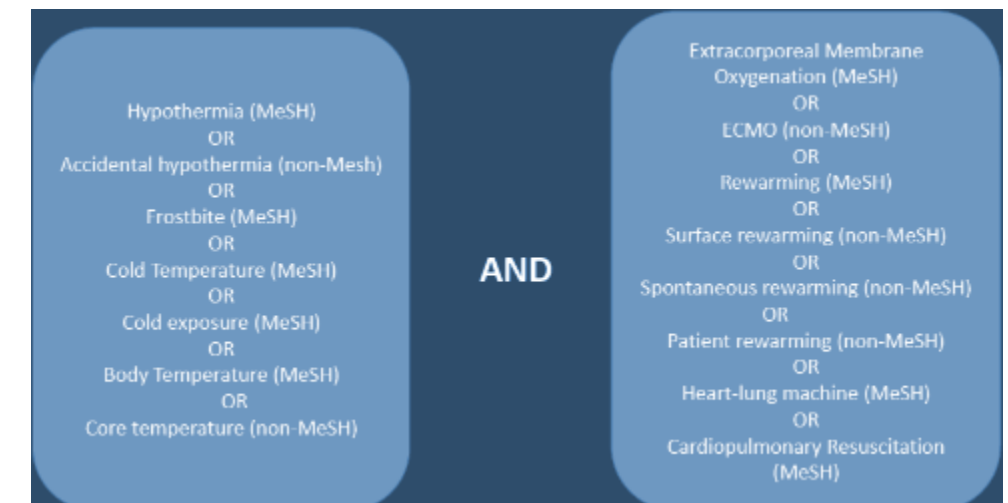 Hypothermia (MeSH)
OR
Accidental hypothermia (non-Mesh)
OR
Frostbite (MeSH)
OR
Cold Temperature (MeSH)
OR
Cold exposure (MeSH)
OR
Body Temperature (MeSH)
OR
Core temperature (non-MeSH)
AND
Extracorporeal Membrane
Oxygenation (MeSH)
OR
ECMO (non-MeSH)
OR
Rewarming (MeSH)
OR
Surface rewarming (non-MeSH)
OR
Spontaneous rewarming (non-MeSH)
OR
Patient rewarming (non-MeSH)
OR
Heart-lung machine (MeSH)
OR
Cardiopulmonary Resuscitation
(MeSH)